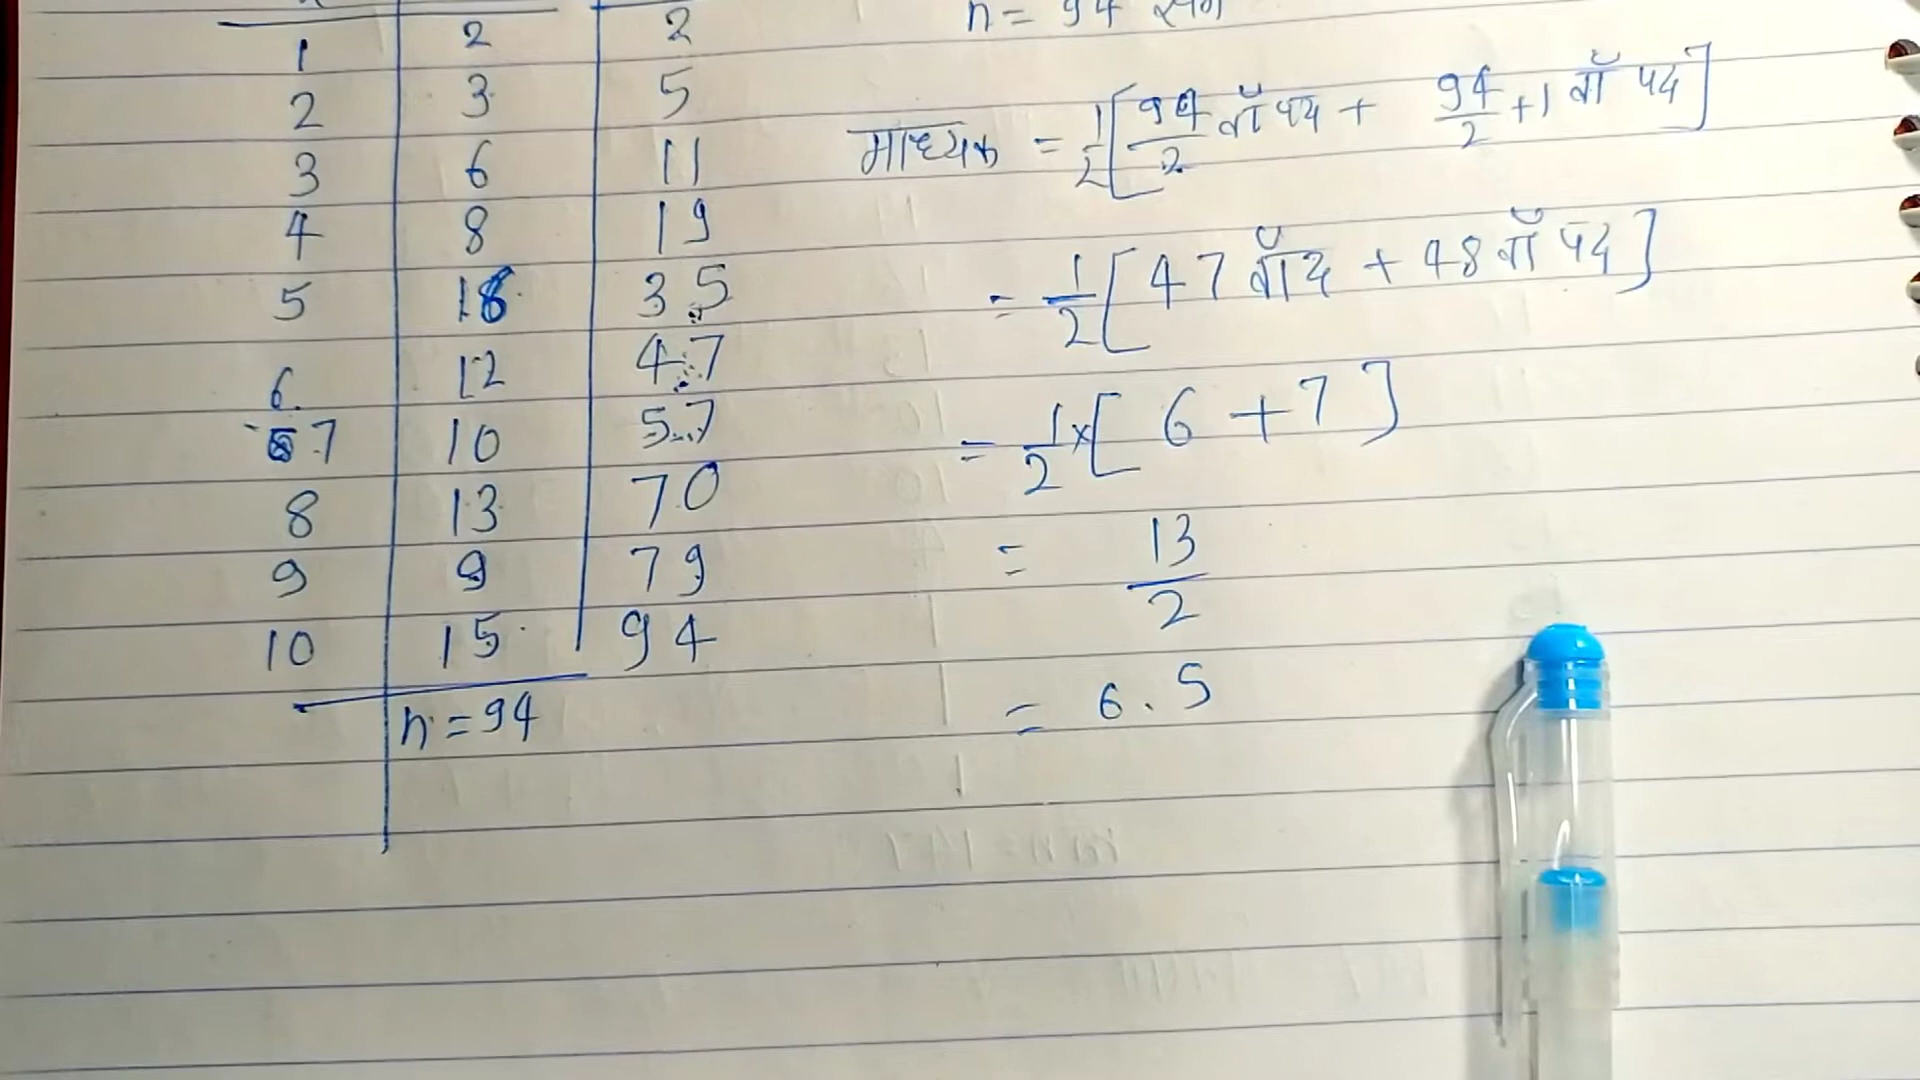 n = 94 सम
1 2 2
2 3 5
3 6 11
4 8 19
5 16 35
6 12 47
7 10 57
8 13 70
9 9 79
10 15 94
n = 94
माध्यक = 1/2 [ 94/2 वाँ पद + 94/2 + 1 वाँ पद ]
= 1/2 [ 47 वाँ पद + 48 वाँ पद ]
= 1/2 × [ 6 + 7 ]
= 13/2
= 6.5